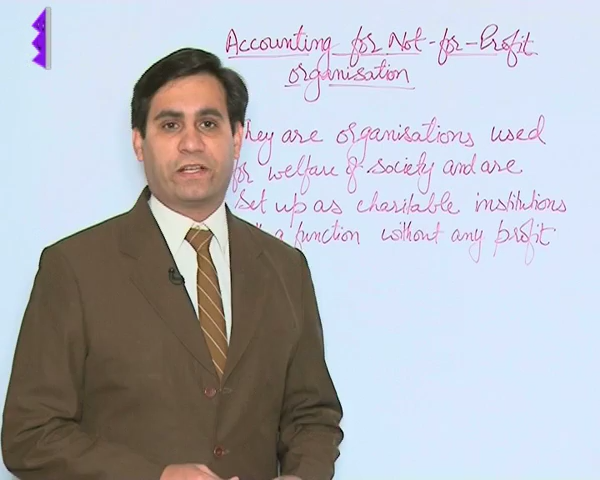 Accounting for Not-for-Profit
organisation
hey are organisations used
for welfare of society and are
Set up as charitable institutions
a function without any profit